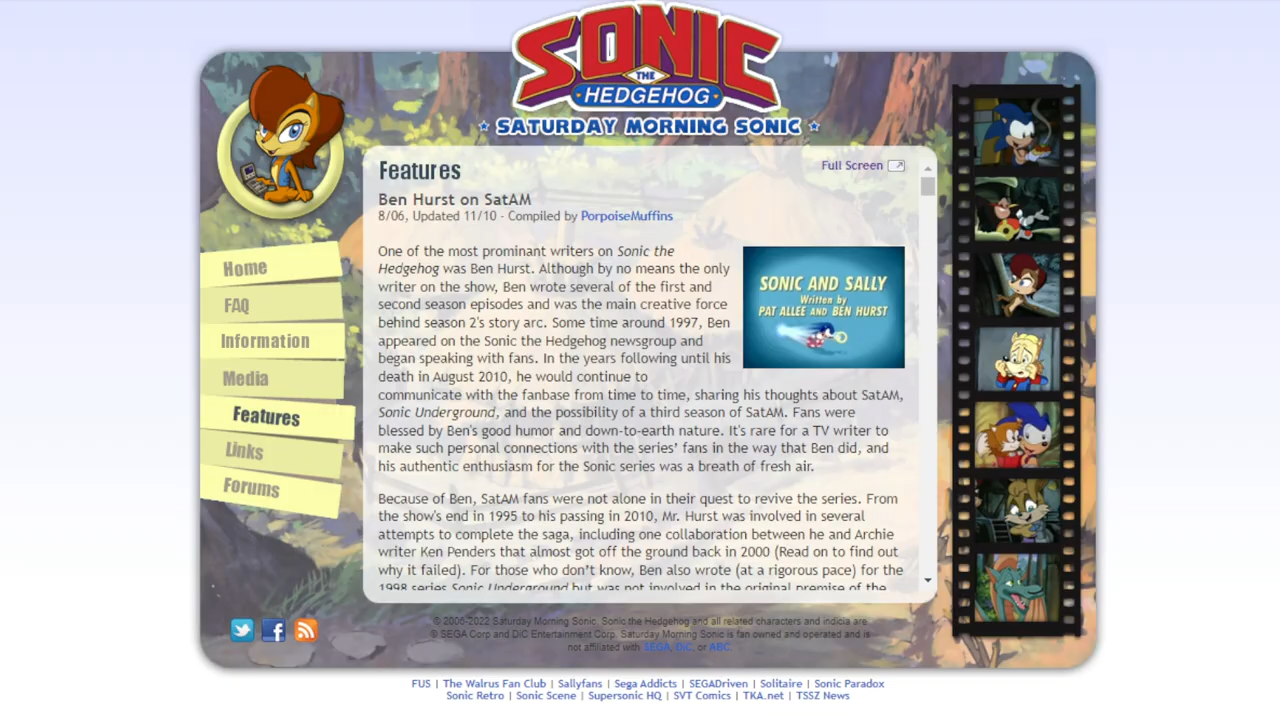 SONIC
THE
HEDGEHOG
SATURDAY MORNING SONIC
Features
Full Screen
Ben Hurst on SatAM
8/06, Updated 11/10 - Compiled by PorpoiseMuffins
One of the most prominent writers on Sonic the
Hedgehog was Ben Hurst. Although by no means the only
writer on the show, Ben wrote several of the first and
second season episodes and was the main creative force
behind season 2's story arc. Some time around 1997, Ben
appeared on the Sonic the Hedgehog newsgroup and
began speaking with fans. In the years following until his
death in August 2010, he would continue to
communicate with the fanbase from time to time, sharing his thoughts about SatAM,
Sonic Underground, and the possibility of a third season of SatAM. Fans were
blessed by Ben's good humor and down-to-earth nature. It's rare for a TV writer to
make such personal connections with the series’ fans in the way that Ben did, and
his authentic enthusiasm for the Sonic series was a breath of fresh air.
SONIC AND SALLY
Written by
PAT ALLEE AND BEN HURST
Because of Ben, SatAM fans were not alone in their quest to revive the series. From
the show's end in 1995 to his passing in 2010, Mr. Hurst was involved in several
attempts to complete the saga, including one collaboration between he and Archie
writer Ken Penders that almost got off the ground back in 2000 (Read on to find out
why it failed). For those who don’t know, Ben also wrote (at a rigorous pace) for the
1998 series Sonic Underground but was not involved in the original premise of the
Home
FAQ
Information
Media
Features
Links
Forums
© 2006-2022 Saturday Morning Sonic. Sonic the Hedgehog and all related characters and indicia are
© SEGA Corp and DiC Entertainment Corp. Saturday Morning Sonic is fan owned and operated and is
not affiliated with SEGA, DiC, or ABC.
FUS | The Walrus Fan Club | Sallyfans | Sega Addicts | SEGADriven | Solitaire | Sonic Paradox
Sonic Retro | Sonic Scene | Supersonic HQ | SVT Comics | TKA.net | TSSZ News